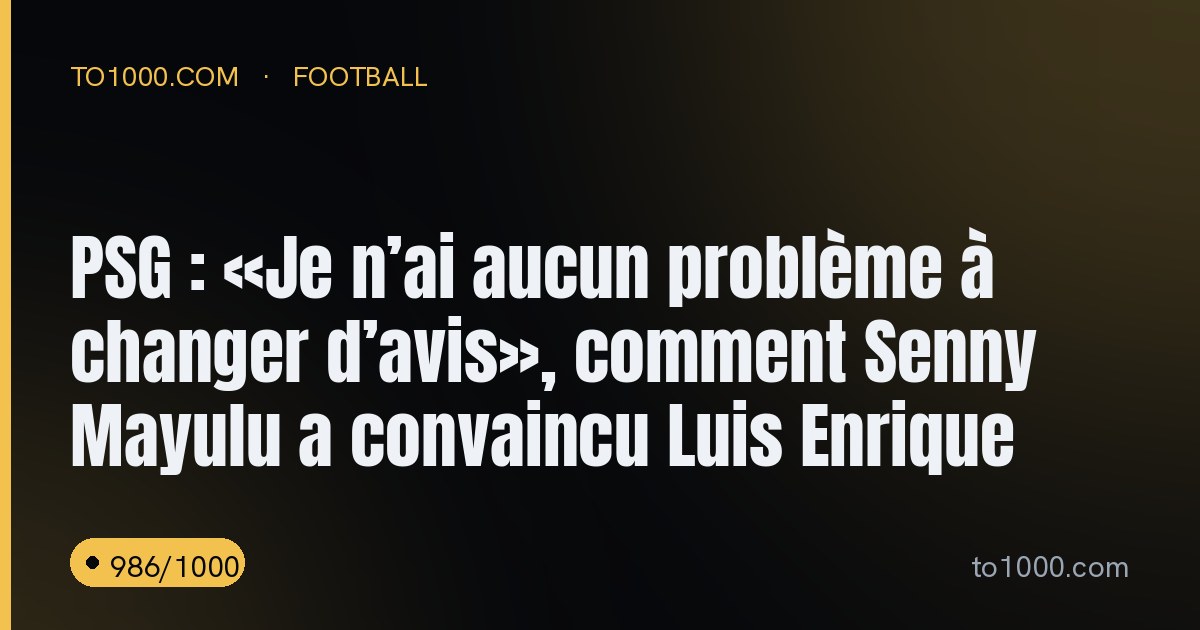 TO1000.COM · FOOTBALL
PSG : «Je n’ai aucun problème à
changer d’avis», comment Senny
Mayulu a convaincu Luis Enrique
986/1000
to1000.com